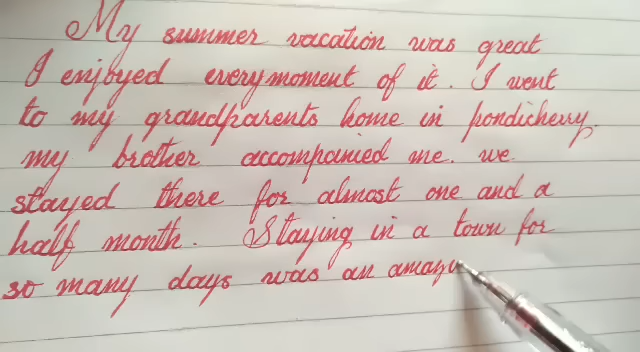 My summer vacation was great
I enjoyed everymoment of it. I went
to my grandparents home in pondicherry.
my brother accompanied me. we
stayed there for almost one and a
half month. Staying in a town for
so many days was an amaz